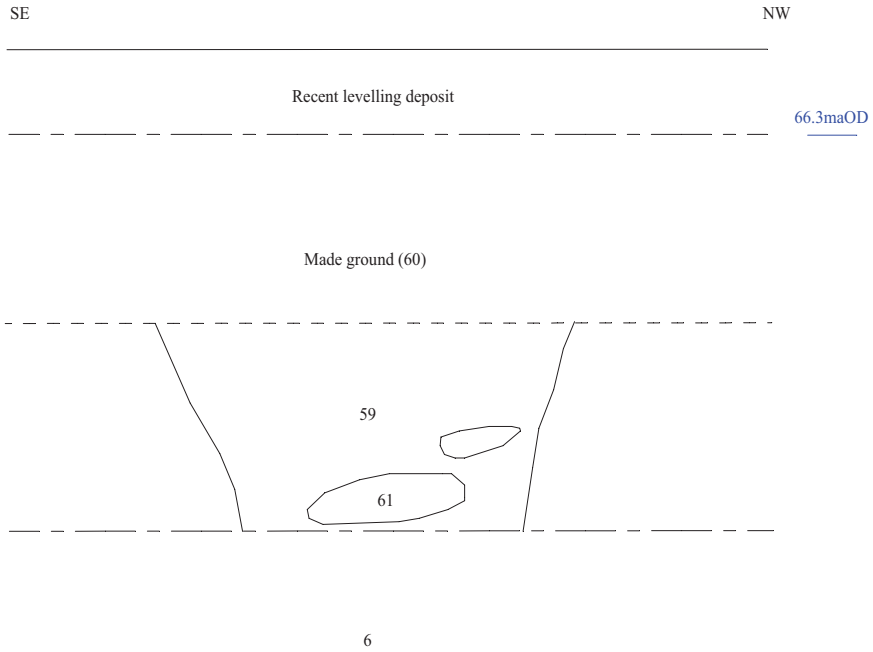 SE
NW
Recent levelling deposit
66.3maOD
Made ground (60)
59
61
6